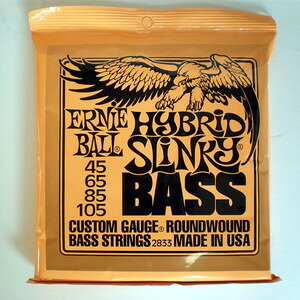 ERNIE BALL®
HYBRID SLINKY®
45
65
85
105
BASS
CUSTOM GAUGE® ROUNDWOUND
BASS STRINGS 2833 MADE IN USA